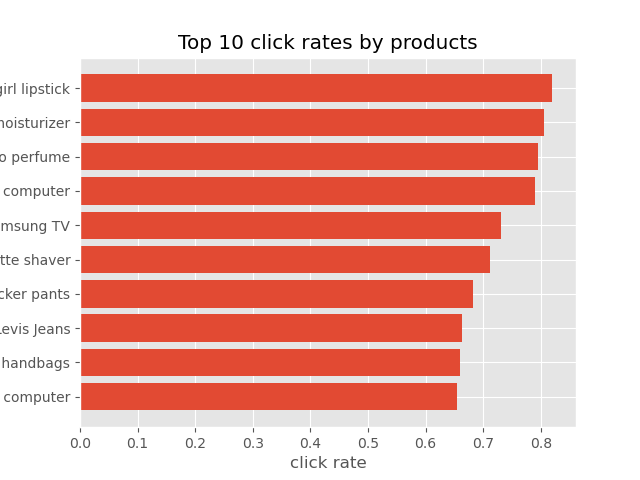 Top 10 click rates by products
girl lipstick
moisturizer
o perfume
computer
msung TV
tte shaver
cker pants
Levis Jeans
handbags
computer
0.0 0.1 0.2 0.3 0.4 0.5 0.6 0.7 0.8
click rate